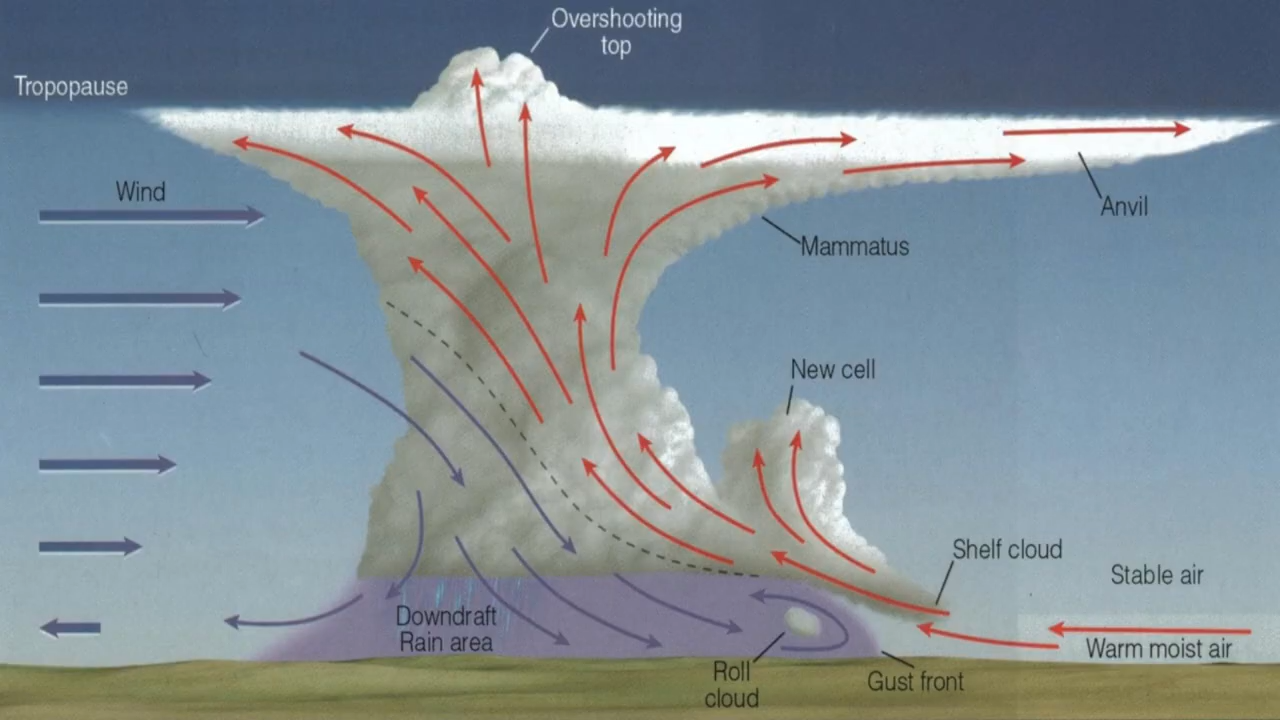 Overshooting
top
Tropopause
Wind
Anvil
Mammatus
New cell
Shelf cloud
Stable air
Downdraft
Rain area
Warm moist air
Roll
cloud
Gust front